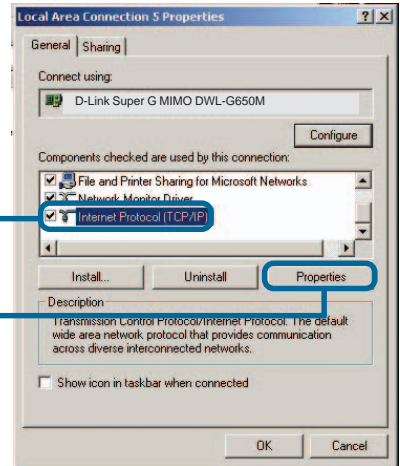 Local Area Connection 5 Properties
General Sharing
Connect using:
D-Link Super G MIMO DWL-G650M
Configure
Components checked are used by this connection:
File and Printer Sharing for Microsoft Networks
Network Monitor Driver
Internet Protocol (TCP/IP)
Install... Uninstall Properties
Description
Transmission Control Protocol/Internet Protocol. The default
wide area network protocol that provides communication
across diverse interconnected networks.
Show icon in taskbar when connected
OK Cancel